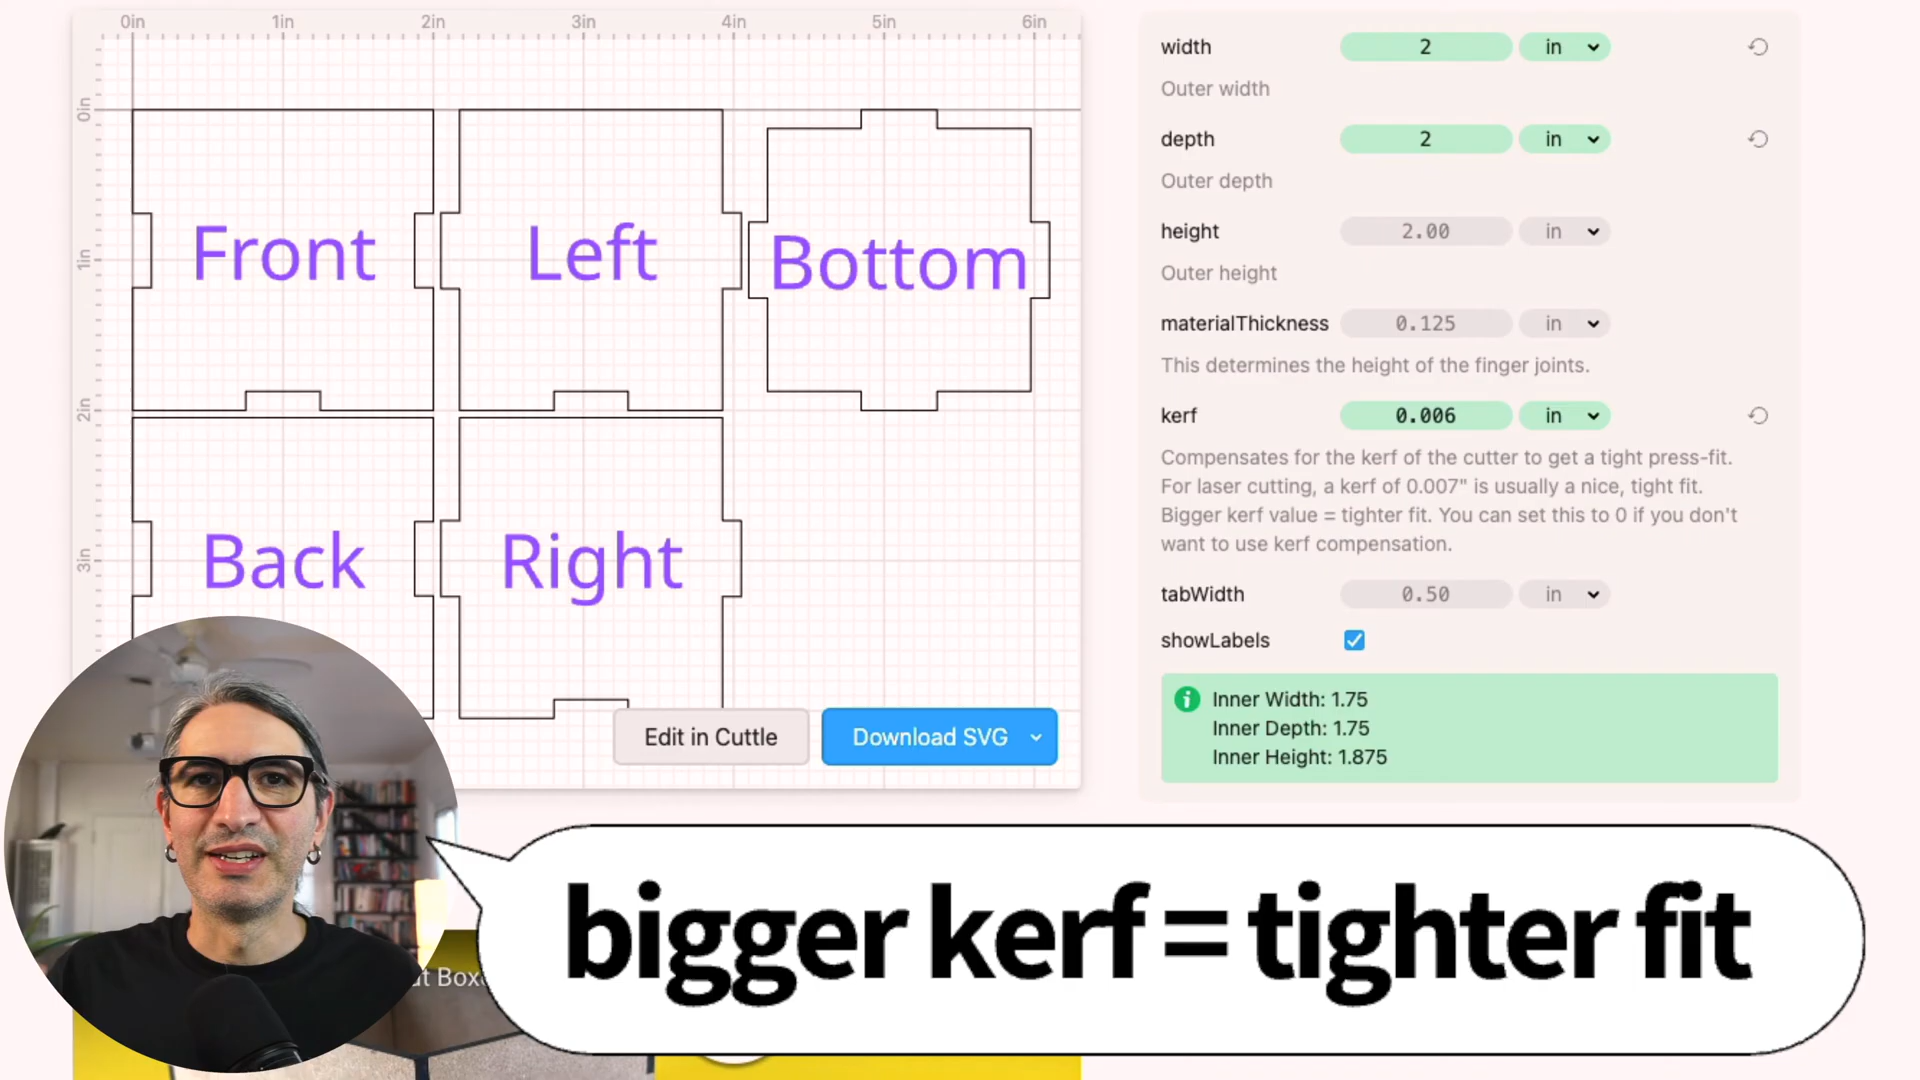 0in 1in 2in 3in 4in 5in 6in
0in
1in
2in
3in
Front
Left
Bottom
Back
Right
Edit in Cuttle
Download SVG
width 2 in
Outer width
depth 2 in
Outer depth
height 2.00 in
Outer height
materialThickness 0.125 in
This determines the height of the finger joints.
kerf 0.006 in
Compensates for the kerf of the cutter to get a tight press-fit.
For laser cutting, a kerf of 0.007" is usually a nice, tight fit.
Bigger kerf value = tighter fit. You can set this to 0 if you don't
want to use kerf compensation.
tabWidth 0.50 in
showLabels
Inner Width: 1.75
Inner Depth: 1.75
Inner Height: 1.875
bigger kerf = tighter fit